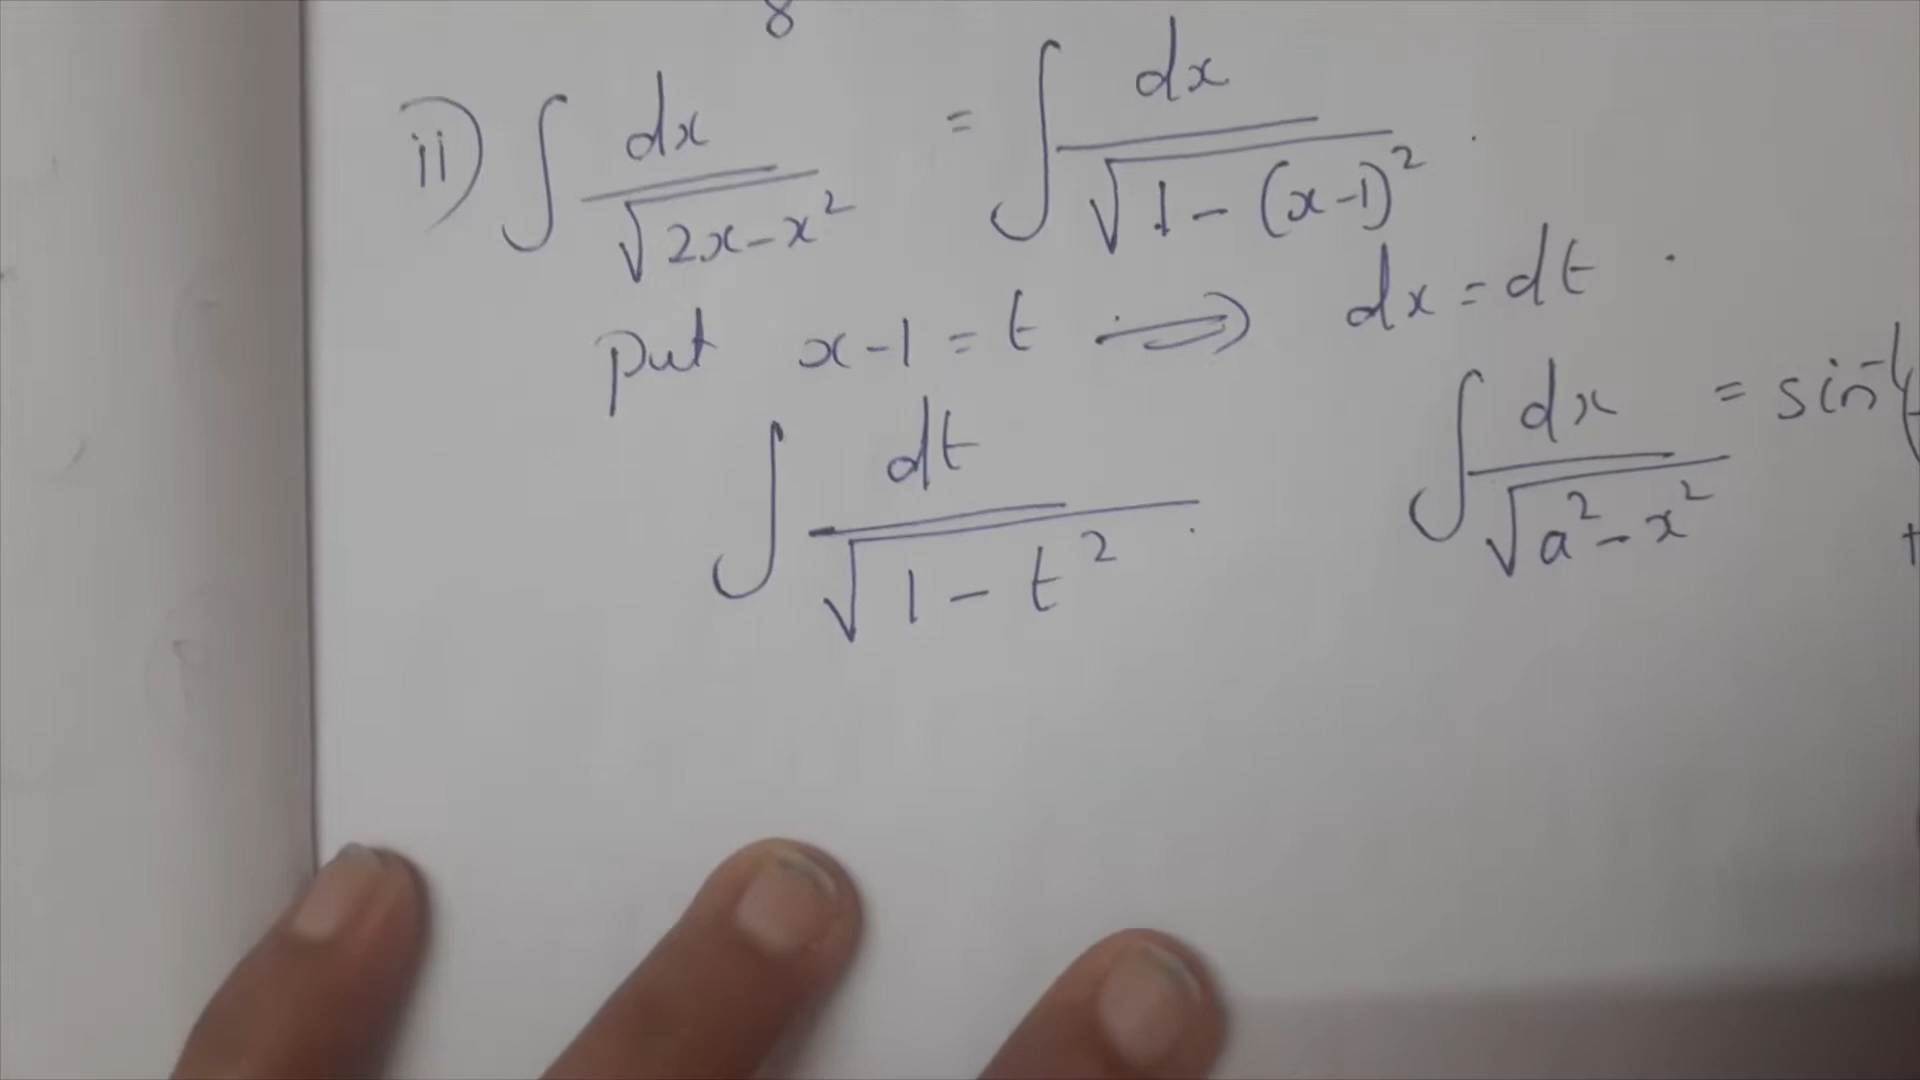 8
ii) ∫ dx / √(2x-x²) = ∫ dx / √(1-(x-1)²) .
put x-1 = t ⟹ dx = dt .
∫ dt / √(1-t²) . ∫ dx / √(a²-x²) = sin⁻¹(
+